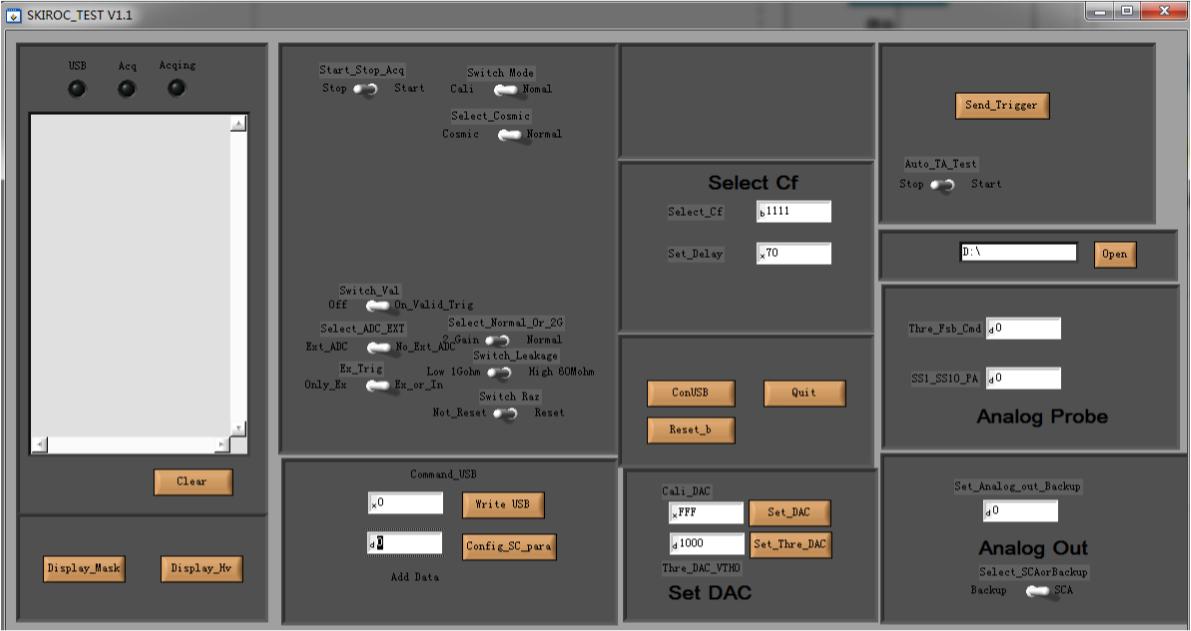 SKIROC_TEST V1.1
USB Acq Acqing
Clear
Display_Mask Display_Hv
Start_Stop_Acq
Stop Start
Switch Mode
Cali Nomal
Select_Cosmic
Cosmic Normal
Switch_Val
Off On_Valid_Trig
Select_ADC_EXT
Ext_ADC No_Ext_ADC
Ex_Trig
Only_Ex Ex_or_In
Select_Normal_Or_2G
2 Gain Normal
Switch_Leakage
Low 1Gohm High 60Mohm
Switch Raz
Not_Reset Reset
Command_USB
x0 Write USB
d0 Config_SC_para
Add Data
Select Cf
Select_Cf b1111
Set_Delay x70
ConUSB Quit
Reset_b
Cali_DAC
xFFF Set_DAC
d1000 Set_Thre_DAC
Thre_DAC_VTH0
Set DAC
Send_Trigger
Auto_TA_Test
Stop Start
D:\ Open
Thre_Fsb_Cmd d0
SS1_SS10_PA d0
Analog Probe
Set_Analog_out_Backup
d0
Analog Out
Select_SCAorBackup
Backup SCA